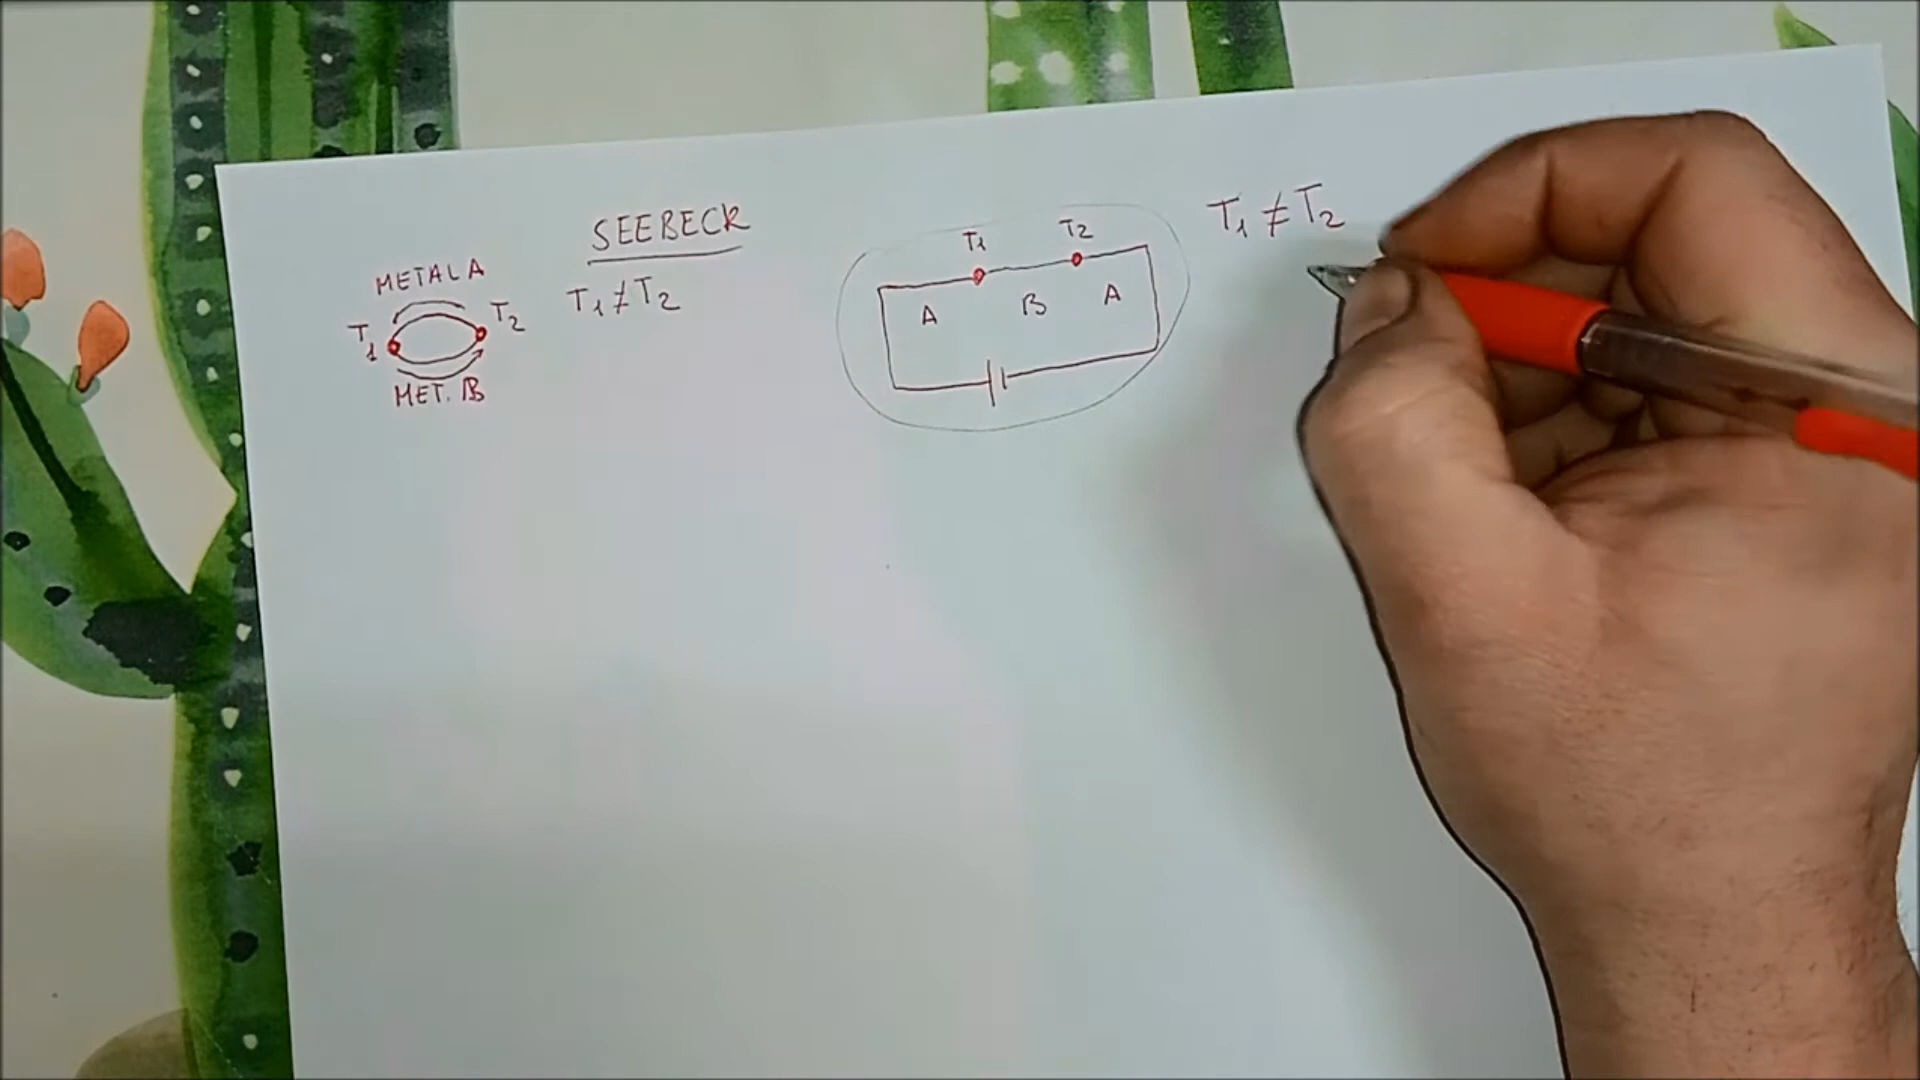 SEEBECK
METAL A
T1 T2
MET. B
T1 ≠ T2
T1 T2
A B A
T1 ≠ T2